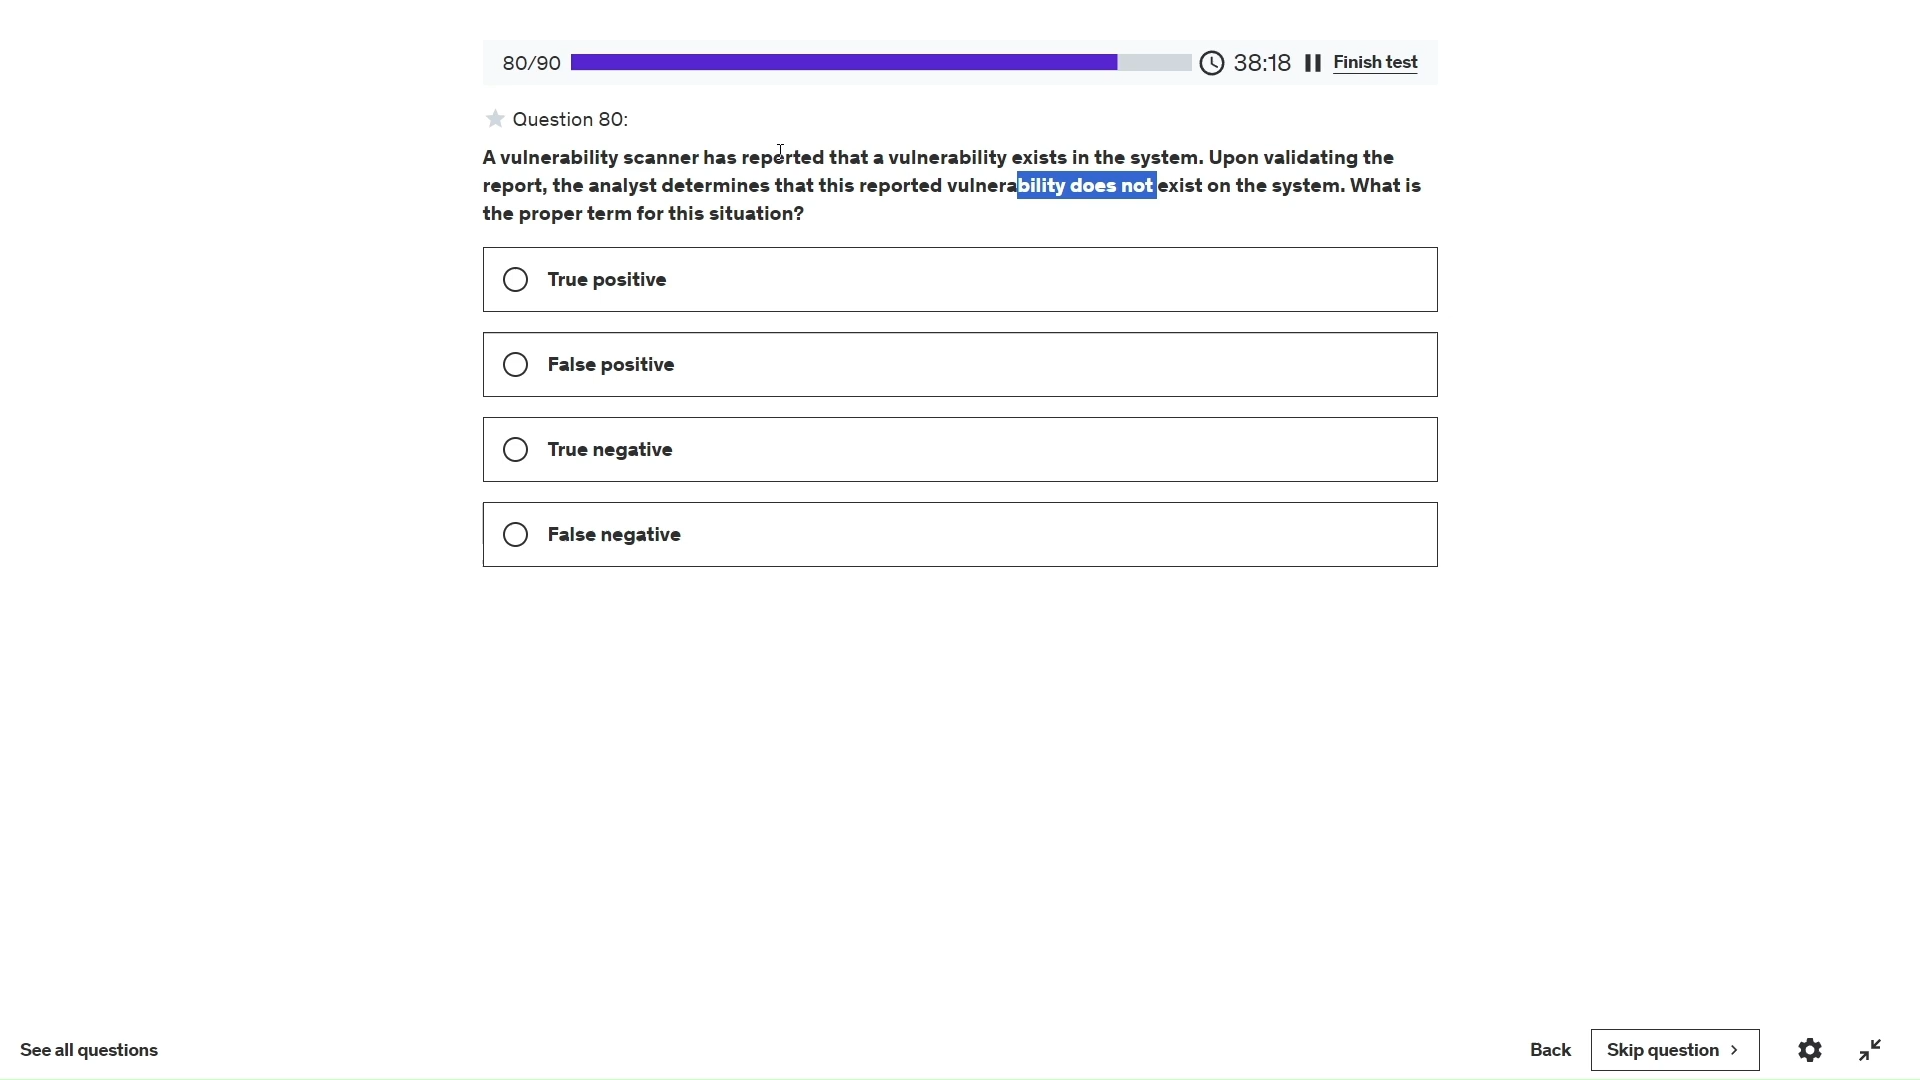 80/90
38:18
Finish test
Question 80:
A vulnerability scanner has reported that a vulnerability exists in the system. Upon validating the
report, the analyst determines that this reported vulnerability does not exist on the system. What is
the proper term for this situation?
True positive
False positive
True negative
False negative
See all questions
Back
Skip question